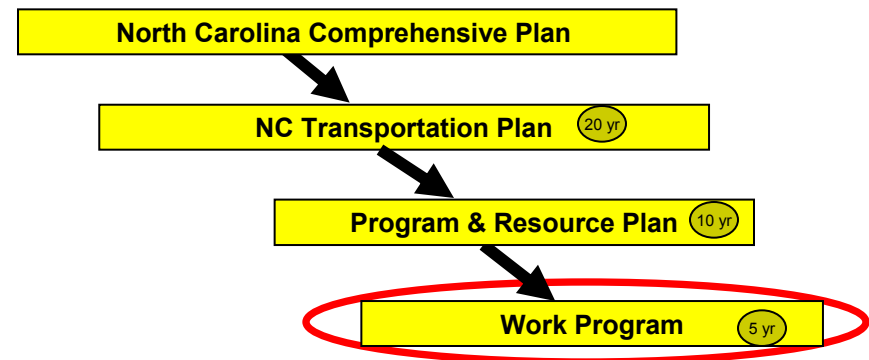 North Carolina Comprehensive Plan
NC Transportation Plan 20 yr
Program & Resource Plan 10 yr
Work Program 5 yr